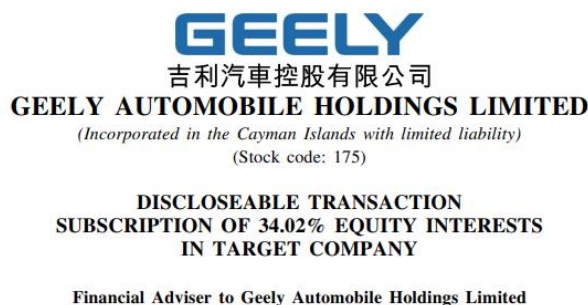 GEELY
吉利汽車控股有限公司
GEELY AUTOMOBILE HOLDINGS LIMITED
(Incorporated in the Cayman Islands with limited liability)
(Stock code: 175)
DISCLOSEABLE TRANSACTION
SUBSCRIPTION OF 34.02% EQUITY INTERESTS
IN TARGET COMPANY
Financial Adviser to Geely Automobile Holdings Limited